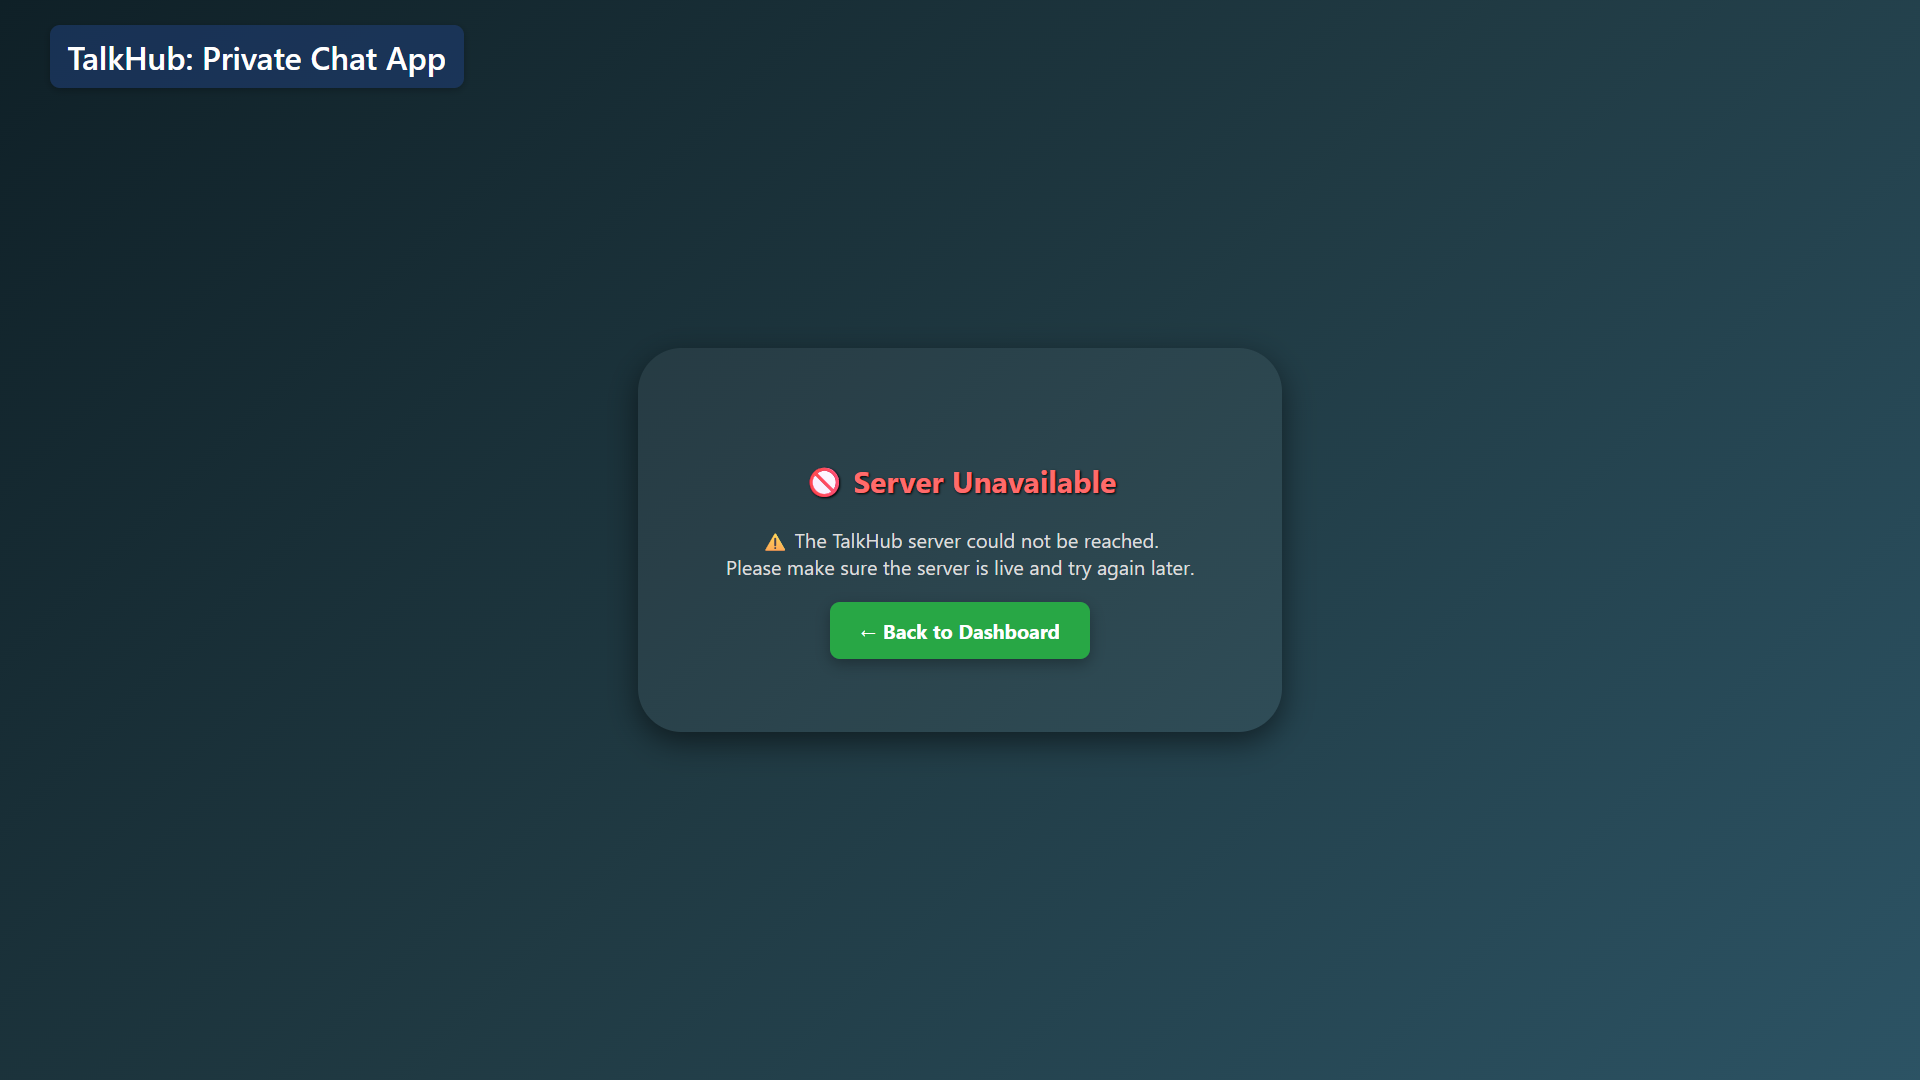 TalkHub: Private Chat App
🚫 Server Unavailable
⚠️ The TalkHub server could not be reached.
Please make sure the server is live and try again later.
← Back to Dashboard